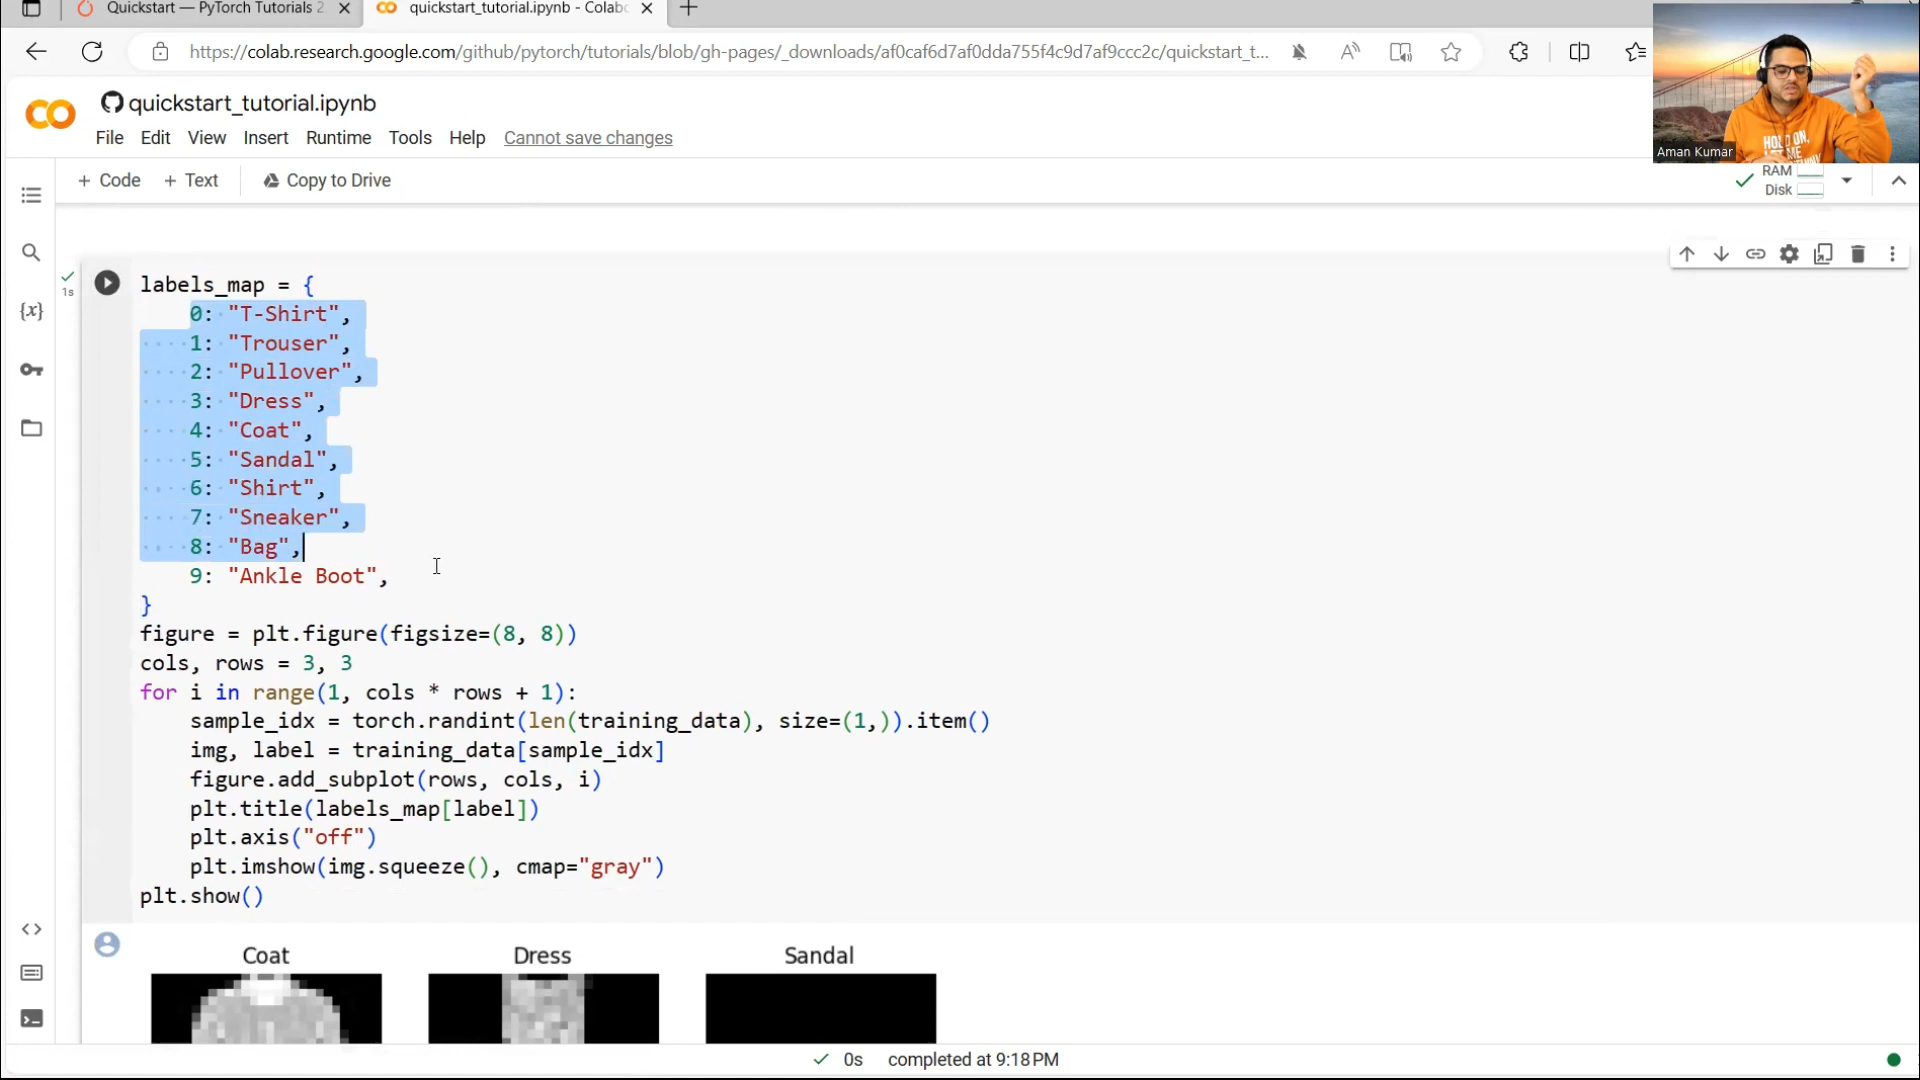 Quickstart — PyTorch Tutorials 2
quickstart_tutorial.ipynb - Colab
https://colab.research.google.com/github/pytorch/tutorials/blob/gh-pages/_downloads/af0caf6d7af0dda755f4c9d7af9ccc2c/quickstart_t...
quickstart_tutorial.ipynb
File Edit View Insert Runtime Tools Help Cannot save changes
Aman Kumar
+ Code + Text Copy to Drive
RAM
Disk
1s
labels_map = {
0: "T-Shirt",
1: "Trouser",
2: "Pullover",
3: "Dress",
4: "Coat",
5: "Sandal",
6: "Shirt",
7: "Sneaker",
8: "Bag",
9: "Ankle Boot",
}
figure = plt.figure(figsize=(8, 8))
cols, rows = 3, 3
for i in range(1, cols * rows + 1):
sample_idx = torch.randint(len(training_data), size=(1,)).item()
img, label = training_data[sample_idx]
figure.add_subplot(rows, cols, i)
plt.title(labels_map[label])
plt.axis("off")
plt.imshow(img.squeeze(), cmap="gray")
plt.show()
Coat Dress Sandal
0s completed at 9:18 PM